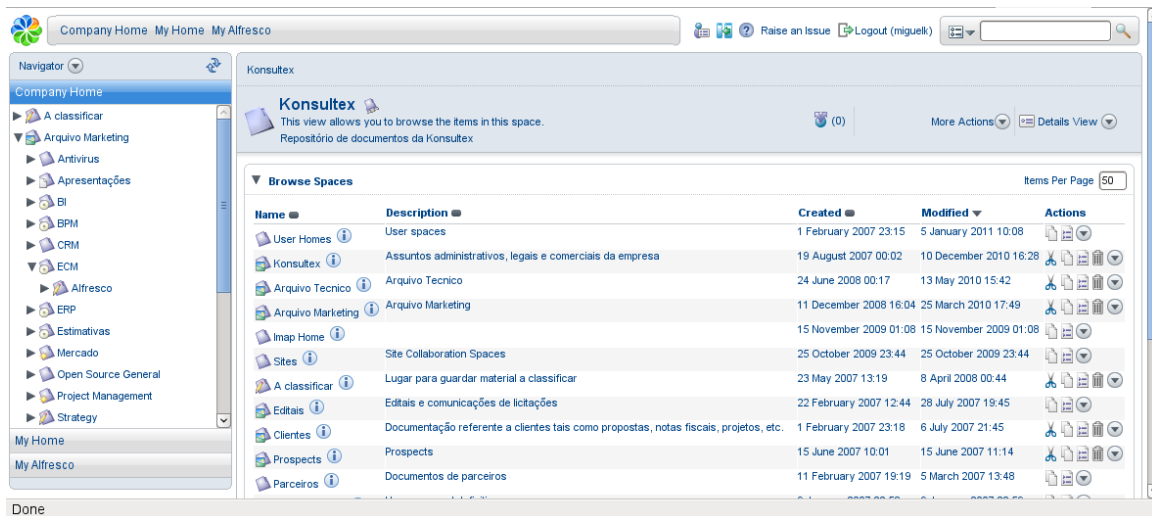 Company Home My Home My Alfresco
Raise an Issue Logout (miguelk)
Navigator
Company Home
A classificar
Arquivo Marketing
Antivirus
Apresentações
BI
BPM
CRM
ECM
Alfresco
ERP
Estimativas
Mercado
Open Source General
Project Management
Strategy
My Home
My Alfresco
Konsultex
Konsultex
This view allows you to browse the items in this space.
Repositório de documentos da Konsultex
(0)
More Actions Details View
Browse Spaces Items Per Page 50
Name Description Created Modified Actions
User Homes User spaces 1 February 2007 23:15 5 January 2011 10:08
Konsultex Assuntos administrativos, legais e comerciais da empresa 19 August 2007 00:02 10 December 2010 16:28
Arquivo Tecnico Arquivo Tecnico 24 June 2008 00:17 13 May 2010 15:42
Arquivo Marketing Arquivo Marketing 11 December 2008 16:04 25 March 2010 17:49
Imap Home 15 November 2009 01:08 15 November 2009 01:08
Sites Site Collaboration Spaces 25 October 2009 23:44 25 October 2009 23:44
A classificar Lugar para guardar material a classificar 23 May 2007 13:19 8 April 2008 00:44
Editais Editais e comunicações de licitações 22 February 2007 12:44 28 July 2007 19:45
Clientes Documentação referente a clientes tais como propostas, notas fiscais, projetos, etc. 1 February 2007 23:18 6 July 2007 21:45
Prospects Prospects 15 June 2007 10:01 15 June 2007 11:14
Parceiros Documentos de parceiros 11 February 2007 19:19 5 March 2007 13:48
Done